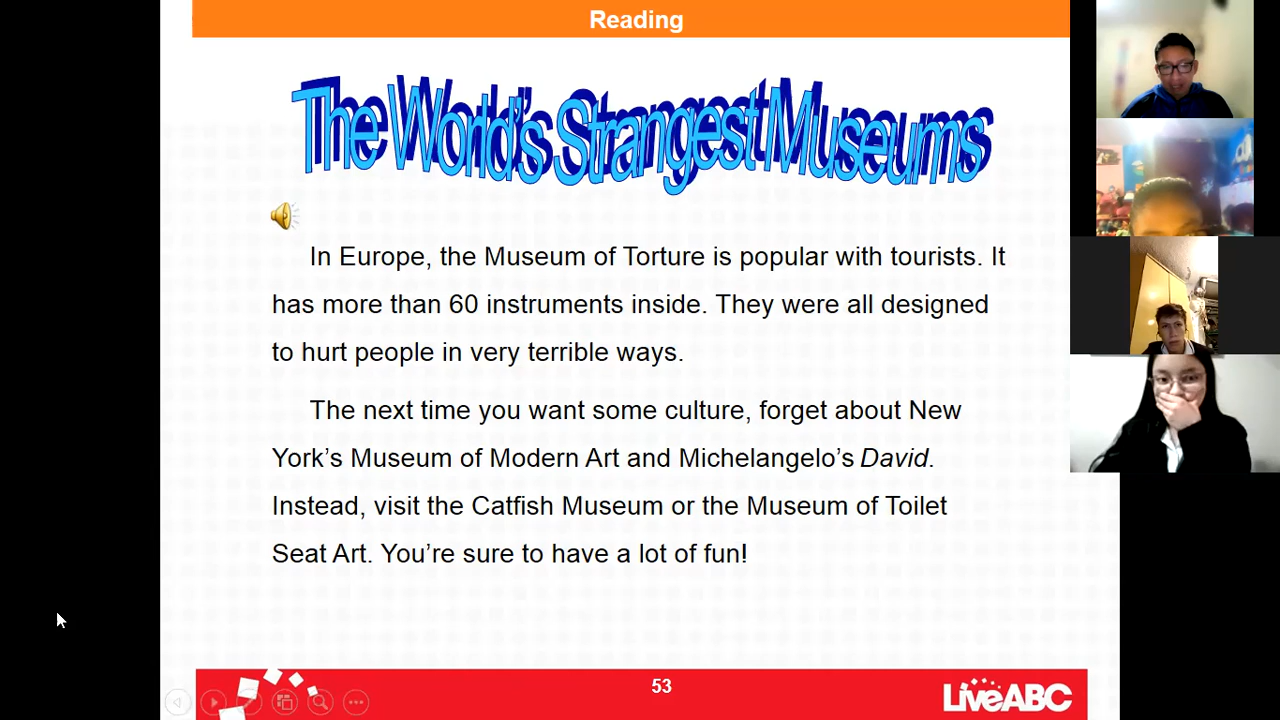 Reading
The World's Strangest Museums
In Europe, the Museum of Torture is popular with tourists. It
has more than 60 instruments inside. They were all designed
to hurt people in very terrible ways.
The next time you want some culture, forget about New
York’s Museum of Modern Art and Michelangelo’s David.
Instead, visit the Catfish Museum or the Museum of Toilet
Seat Art. You’re sure to have a lot of fun!
53
LiveABC